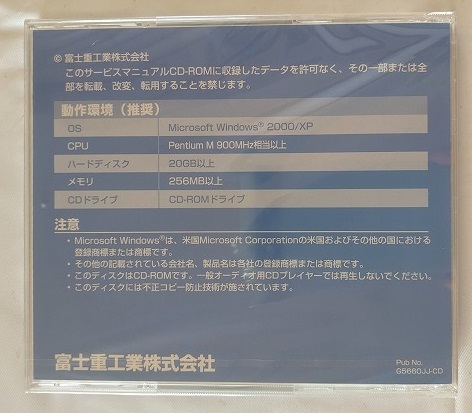 © 富士重工業株式会社
このサービスマニュアルCD-ROMに収録したデータを許可なく、その一部または全
部を転載、改変、転用することを禁じます。
動作環境（推奨）
OS Microsoft Windows® 2000/XP
CPU Pentium M 900MHz相当以上
ハードディスク 20GB以上
メモリ 256MB以上
CDドライブ CD-ROMドライブ
注意
・Microsoft Windows®は、米国Microsoft Corporationの米国およびその他の国における
登録商標または商標です。
・その他の記載されている会社名、製品名は各社の登録商標または商標です。
・このディスクはCD-ROMです。一般オーディオ用CDプレイヤーでは再生しないでください。
・このディスクには不正コピー防止技術が施されています。
富士重工業株式会社
Pub No.
G5660JJ-CD